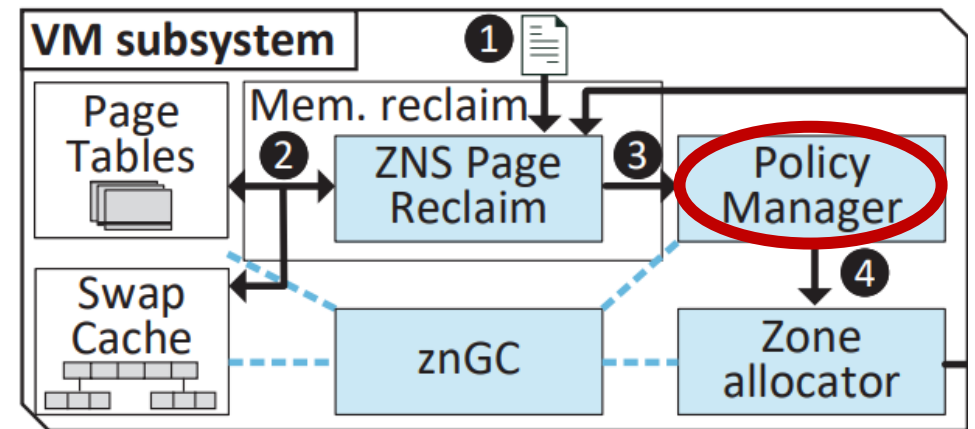 VM subsystem
1
Page
Tables
Mem. reclaim
2
ZNS Page
Reclaim
3
Policy
Manager
4
Swap
Cache
znGC
Zone
allocator